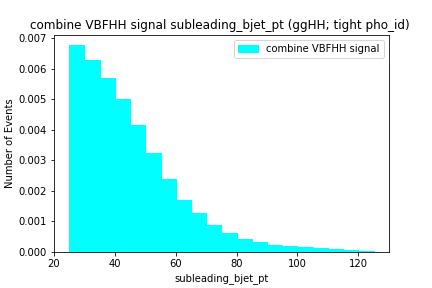 combine VBFHH signal subleading_bjet_pt (ggHH; tight pho_id)
combine VBFHH signal
Number of Events
0.007
0.006
0.005
0.004
0.003
0.002
0.001
0.000
20 40 60 80 100 120
subleading_bjet_pt